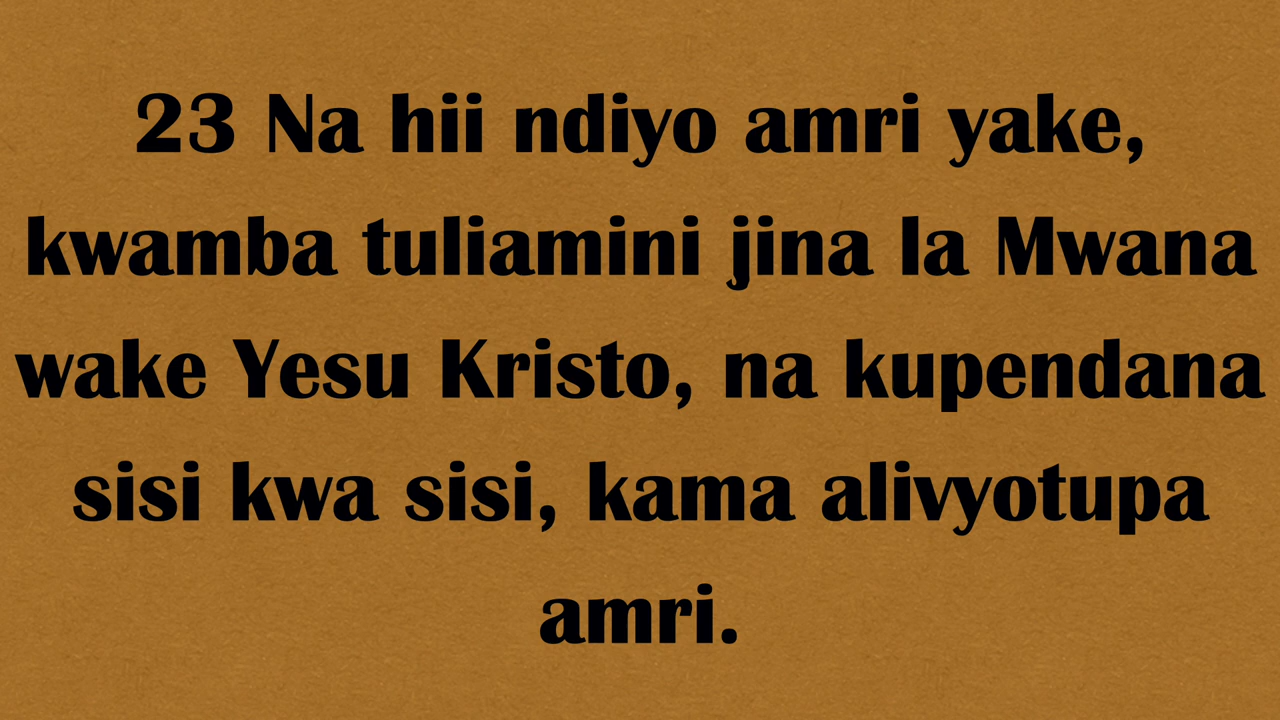 23 Na hii ndiyo amri yake,
kwamba tuliamini jina la Mwana
wake Yesu Kristo, na kupendana
sisi kwa sisi, kama alivyotupa
amri.